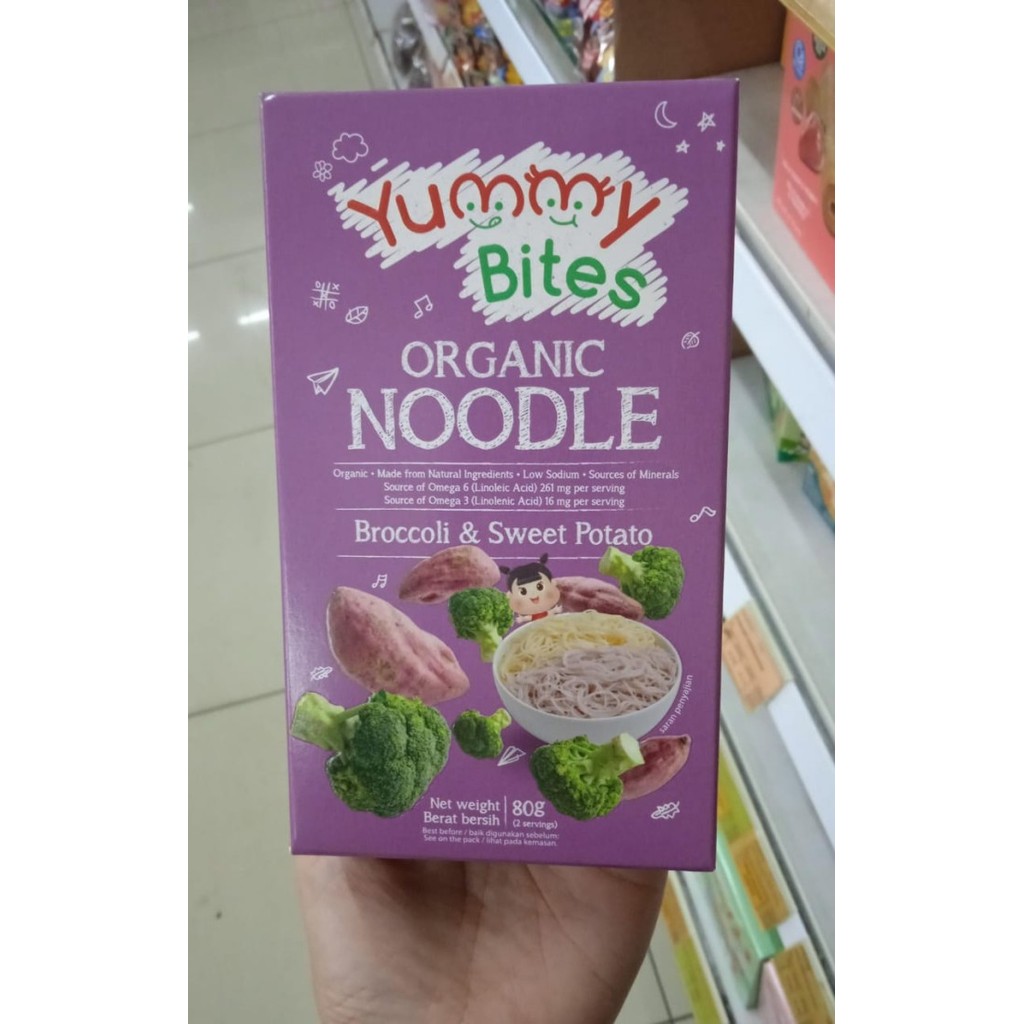 Yummy
Bites
ORGANIC
NOODLE
Organic • Made from Natural Ingredients • Low Sodium • Sources of Minerals
Source of Omega 6 (Linoleic Acid) 261 mg per serving
Source of Omega 3 (Linolenic Acid) 16 mg per serving
Broccoli & Sweet Potato
saran penyajian
Net weight
Berat bersih
80g
(2 servings)
Best before / baik digunakan sebelum:
See on the pack / lihat pada kemasan.